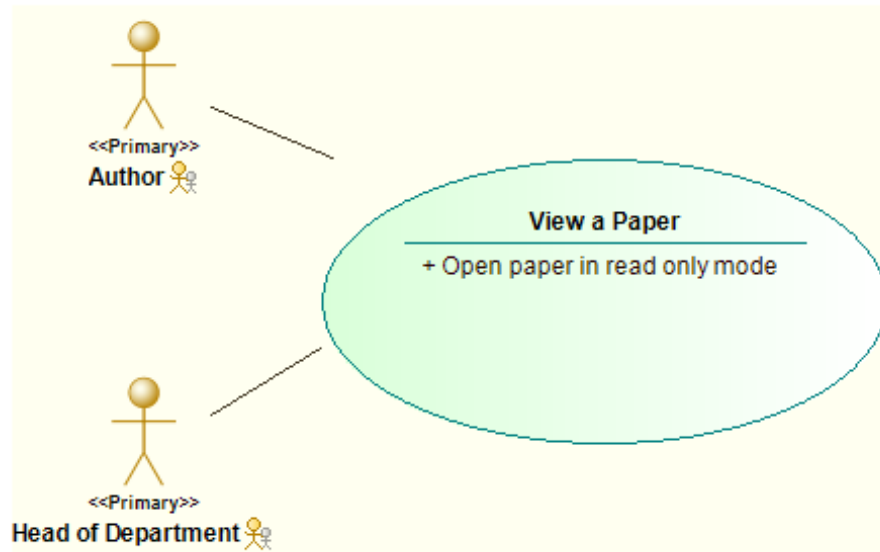 <<Primary>>
Author
View a Paper
+ Open paper in read only mode
<<Primary>>
Head of Department